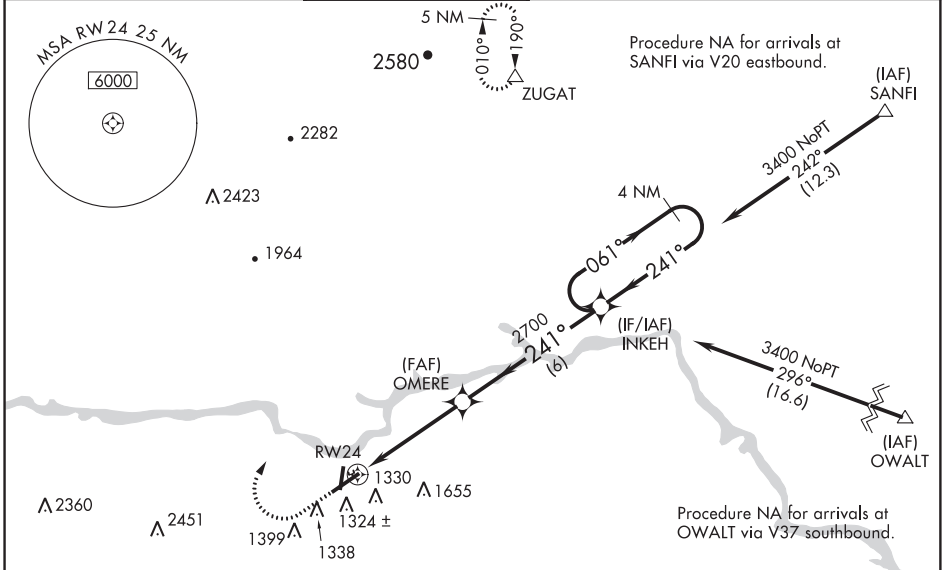 MSA RW 24 25 NM
6000
5 NM
010°
190°
2580
ZUGAT
Procedure NA for arrivals at
SANFI via V20 eastbound.
(IAF)
SANFI
2282
3400 NoPT
242°
(12.3)
2423
4 NM
1964
061°
241°
(IF/IAF)
INKEH
2700
241°
(6)
(FAF)
OMERE
3400 NoPT
296°
(16.6)
(IAF)
OWALT
RW24
1330
1655
2360
2451
1399
1338
1324 ±
Procedure NA for arrivals at
OWALT via V37 southbound.